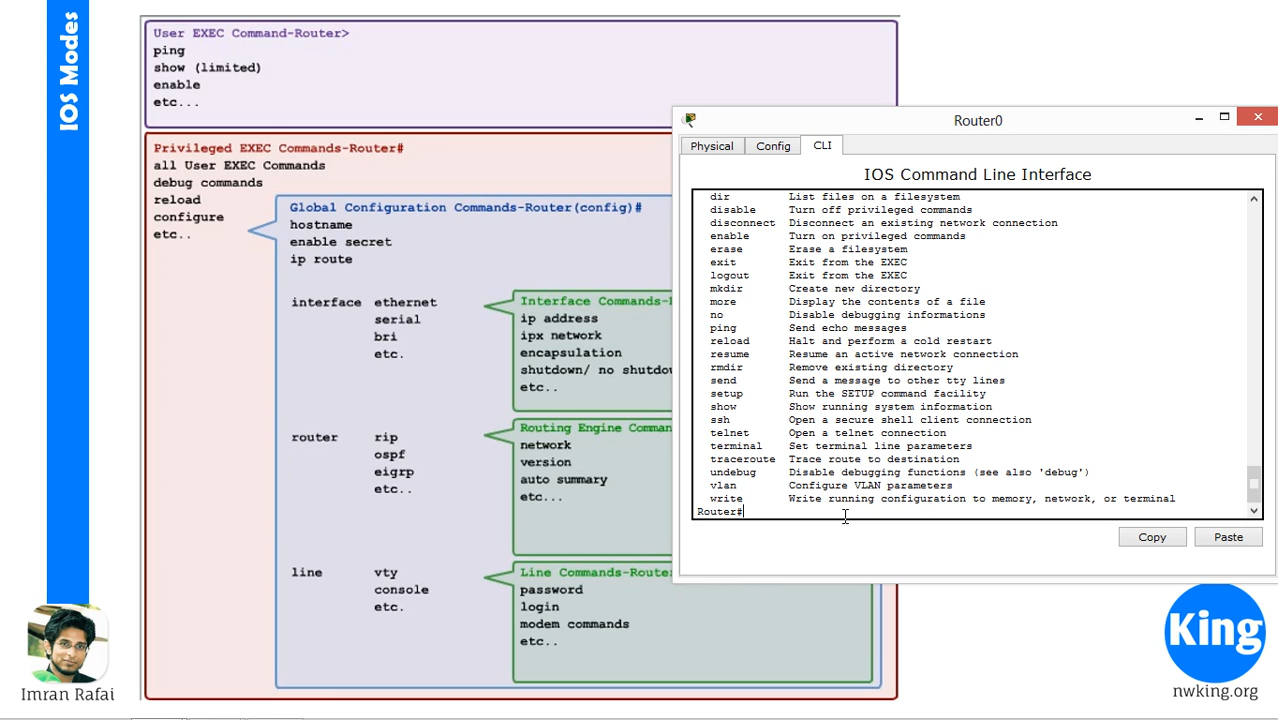 IOS Modes
User EXEC Command-Router>
ping
show (limited)
enable
etc...
Privileged EXEC Commands-Router#
all User EXEC Commands
debug commands
reload
configure
etc..
Global Configuration Commands-Router(config)#
hostname
enable secret
ip route
interface ethernet
serial
bri
etc.
Interface Commands-
ip address
ipx network
encapsulation
shutdown/ no
etc..
router rip
ospf
eigrp
etc..
Routing Engine
network
version
auto summary
etc...
line vty
console
etc.
Line Commands-Router
password
login
modem commands
etc..
Router0
Physical Config CLI
IOS Command Line Interface
dir List files on a filesystem
disable Turn off privileged commands
disconnect Disconnect an existing network connection
enable Turn on privileged commands
erase Erase a filesystem
exit Exit from the EXEC
logout Exit from the EXEC
mkdir Create new directory
more Display the contents of a file
no Disable debugging informations
ping Send echo messages
reload Halt and perform a cold restart
resume Resume an active network connection
rmdir Remove existing directory
send Send a message to other tty lines
setup Run the SETUP command facility
show Show running system information
ssh Open a secure shell client connection
telnet Open a telnet connection
terminal Set terminal line parameters
traceroute Trace route to destination
undebug Disable debugging functions (see also 'debug')
vlan Configure VLAN parameters
write Write running configuration to memory, network, or terminal
Router#
Copy Paste
Imran Rafai
King
nwking.org